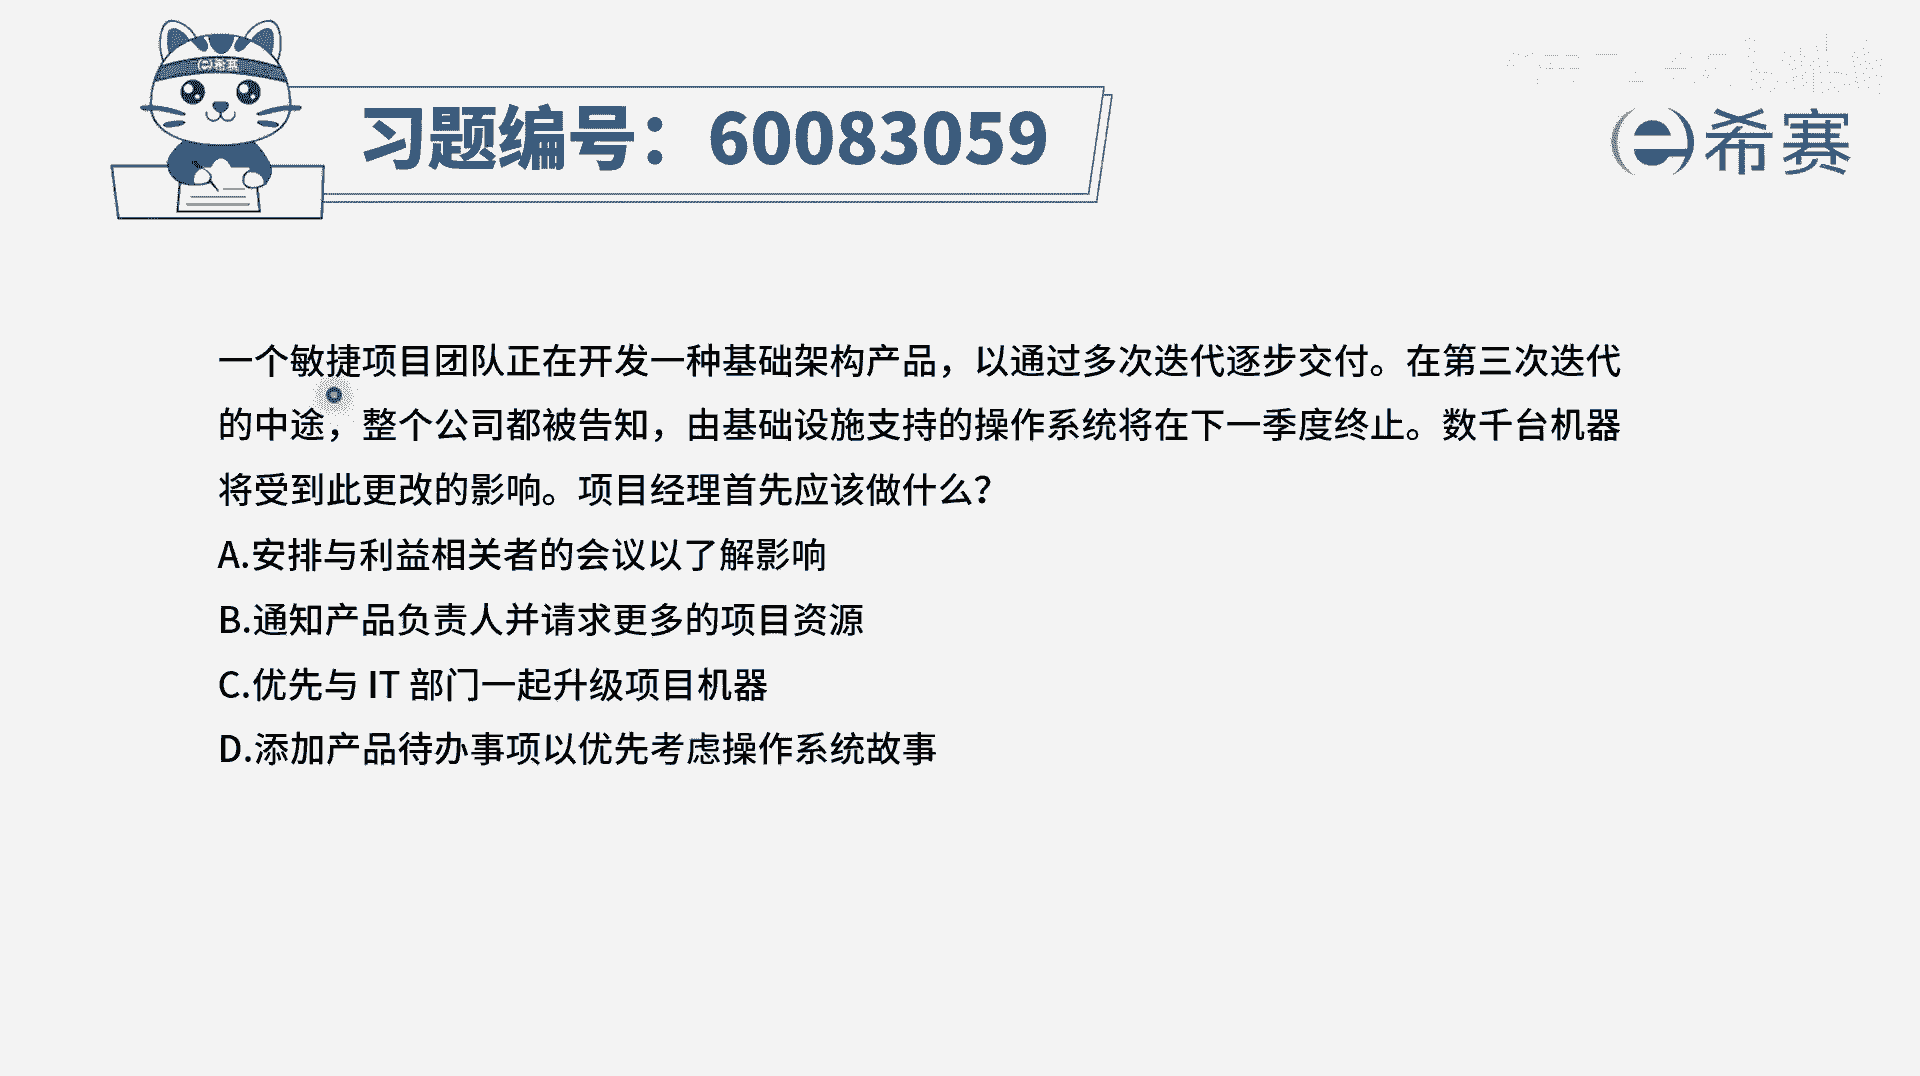 希赛
习题编号：60083059
希赛
一个敏捷项目团队正在开发一种基础架构产品，以通过多次迭代逐步交付。在第三次迭代
的中途，整个公司都被告知，由基础设施支持的操作系统将在下一季度终止。数千台机器
将受到此更改的影响。项目经理首先应该做什么？
A.安排与利益相关者的会议以了解影响
B.通知产品负责人并请求更多的项目资源
C.优先与 IT 部门一起升级项目机器
D.添加产品待办事项以优先考虑操作系统故事